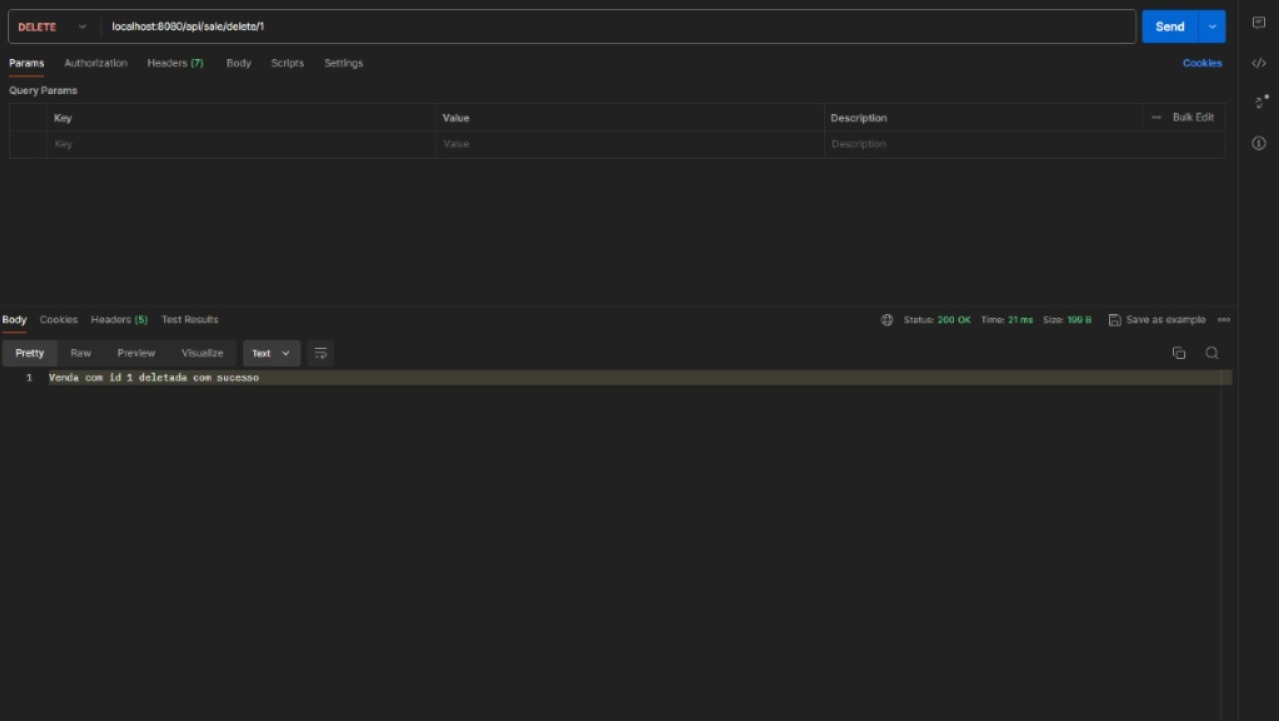 DELETE localhost:8080/api/sale/delete/1 Send
Params Authorization Headers (7) Body Scripts Settings Cookies
Query Params
Key Value Description ••• Bulk Edit
Key Value Description
Body Cookies Headers (5) Test Results Status: 200 OK Time: 21 ms Size: 199 B Save as example •••
Pretty Raw Preview Visualize Text
1 Venda com id 1 deletada com sucesso